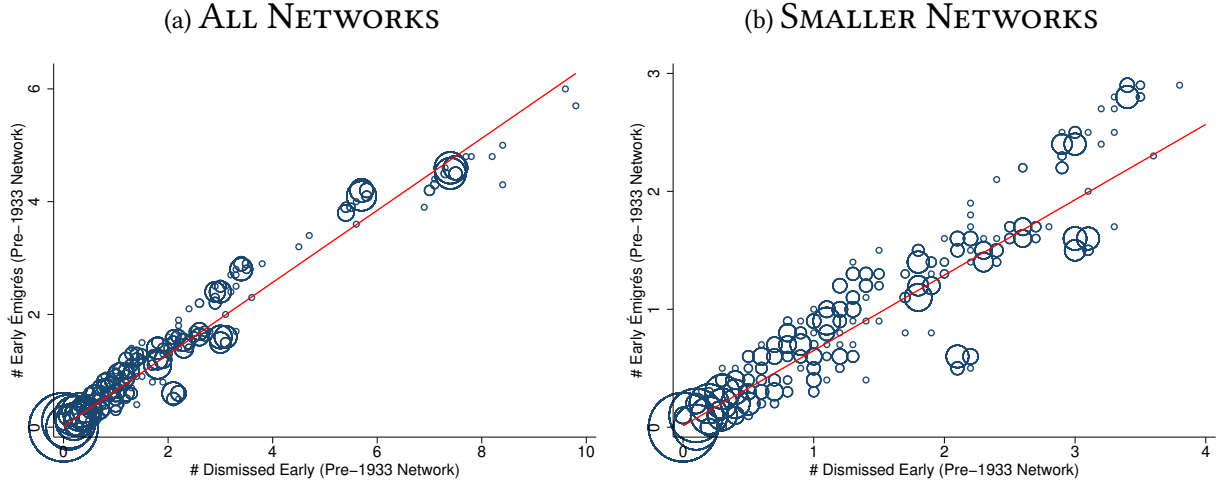 (a) All Networks
# Early Émigrés (Pre−1933 Network)
6
4
2
0
0 2 4 6 8 10
# Dismissed Early (Pre−1933 Network)
(b) Smaller Networks
# Early Émigrés (Pre−1933 Network)
3
2
1
0
0 1 2 3 4
# Dismissed Early (Pre−1933 Network)